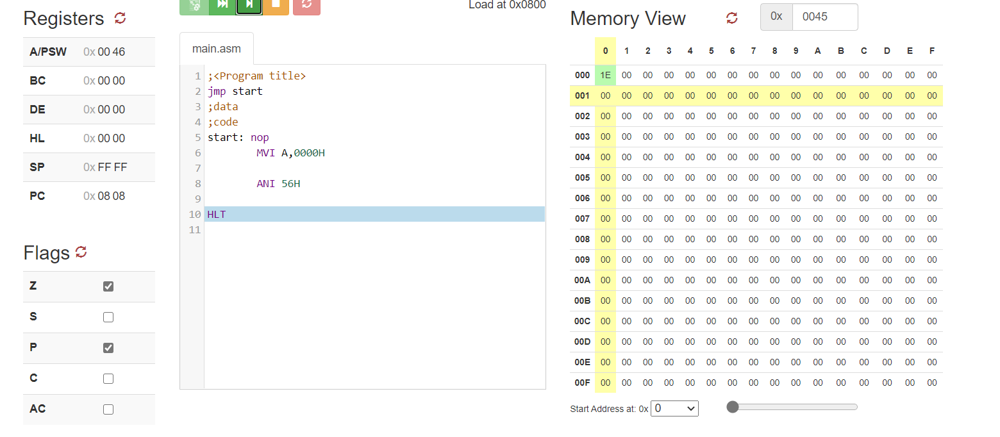 Load at 0x0800
Registers
A/PSW 0x 00 46
BC 0x 00 00
DE 0x 00 00
HL 0x 00 00
SP 0x FF FF
PC 0x 08 08
Flags
Z
S
P
C
AC
main.asm
1 ;<Program title>
2 jmp start
3 ;data
4 ;code
5 start: nop
6 MVI A,0000H
7
8 ANI 56H
9
10 HLT
11
Memory View 0x 0045
0 1 2 3 4 5 6 7 8 9 A B C D E F
000 1E 00 00 00 00 00 00 00 00 00 00 00 00 00 00 00
001 00 00 00 00 00 00 00 00 00 00 00 00 00 00 00 00
002 00 00 00 00 00 00 00 00 00 00 00 00 00 00 00 00
003 00 00 00 00 00 00 00 00 00 00 00 00 00 00 00 00
004 00 00 00 00 00 00 00 00 00 00 00 00 00 00 00 00
005 00 00 00 00 00 00 00 00 00 00 00 00 00 00 00 00
006 00 00 00 00 00 00 00 00 00 00 00 00 00 00 00 00
007 00 00 00 00 00 00 00 00 00 00 00 00 00 00 00 00
008 00 00 00 00 00 00 00 00 00 00 00 00 00 00 00 00
009 00 00 00 00 00 00 00 00 00 00 00 00 00 00 00 00
00A 00 00 00 00 00 00 00 00 00 00 00 00 00 00 00 00
00B 00 00 00 00 00 00 00 00 00 00 00 00 00 00 00 00
00C 00 00 00 00 00 00 00 00 00 00 00 00 00 00 00 00
00D 00 00 00 00 00 00 00 00 00 00 00 00 00 00 00 00
00E 00 00 00 00 00 00 00 00 00 00 00 00 00 00 00 00
00F 00 00 00 00 00 00 00 00 00 00 00 00 00 00 00 00
Start Address at: 0x 0